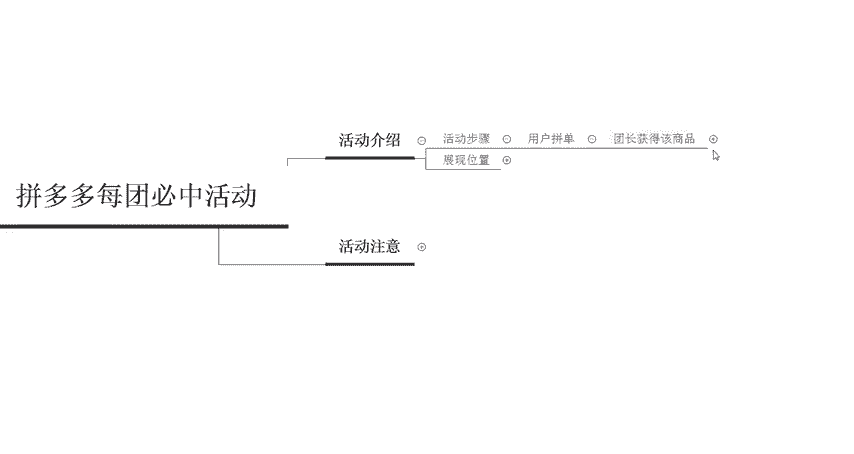 活动介绍
活动步骤
用户拼单
团长获得该商品
展现位置
拼多多每团必中活动
活动注意